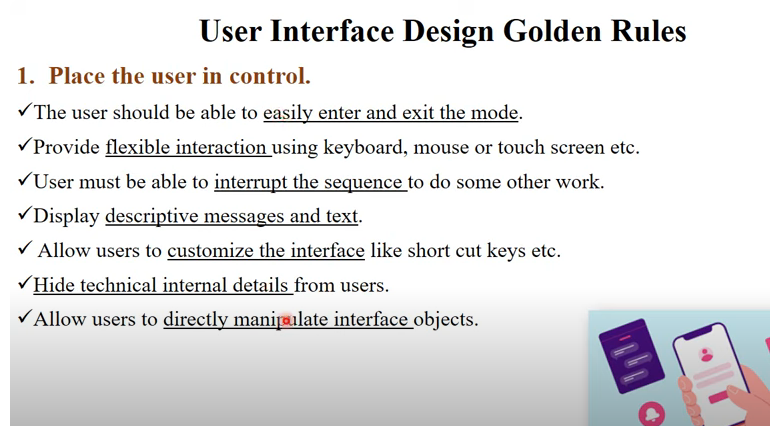 User Interface Design Golden Rules
1. Place the user in control.
✓The user should be able to easily enter and exit the mode.
✓Provide flexible interaction using keyboard, mouse or touch screen etc.
✓User must be able to interrupt the sequence to do some other work.
✓Display descriptive messages and text.
✓ Allow users to customize the interface like short cut keys etc.
✓Hide technical internal details from users.
✓Allow users to directly manipulate interface objects.